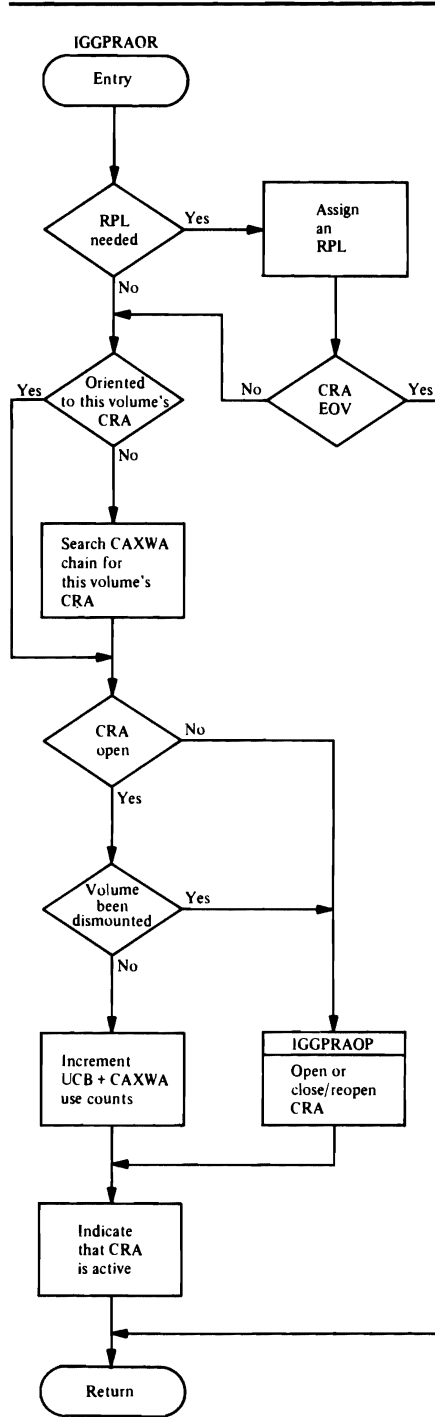 IGGPRAOR
Entry
RPL
needed
Yes
No
Assign
an
RPL
CRA
EOV
No
Yes
Yes
Oriented
to this volume's
CRA
No
Search CAXWA
chain for
this volume's
CRA
CRA
open
No
Yes
Volume
been
dismounted
Yes
No
Increment
UCB + CAXWA
use counts
IGGPRAOP
Open or
close/reopen
CRA
Indicate
that CRA
is active
Return